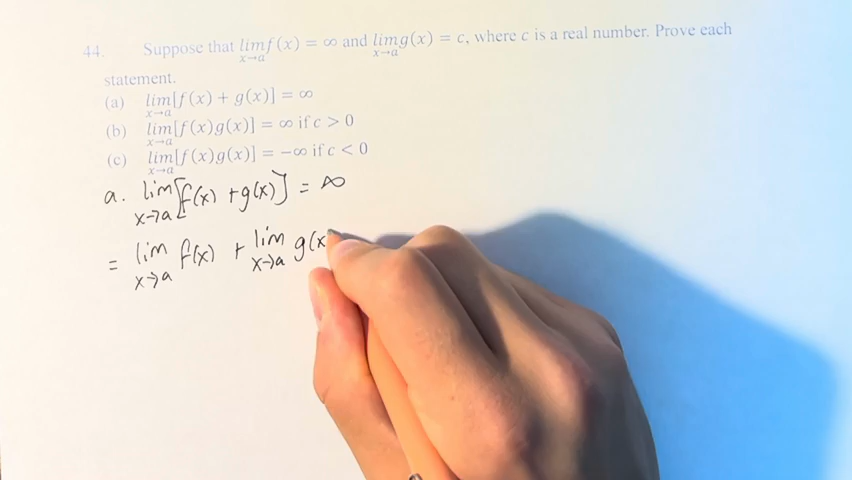 44. Suppose that lim f(x) = ∞ and lim g(x) = c, where c is a real number. Prove each
x→a x→a
statement.
(a) lim[f(x) + g(x)] = ∞
x→a
(b) lim[f(x)g(x)] = ∞ if c > 0
x→a
(c) lim[f(x)g(x)] = -∞ if c < 0
x→a
a. lim [f(x) + g(x)] = ∞
x→a
= lim f(x) + lim g(x
x→a x→a